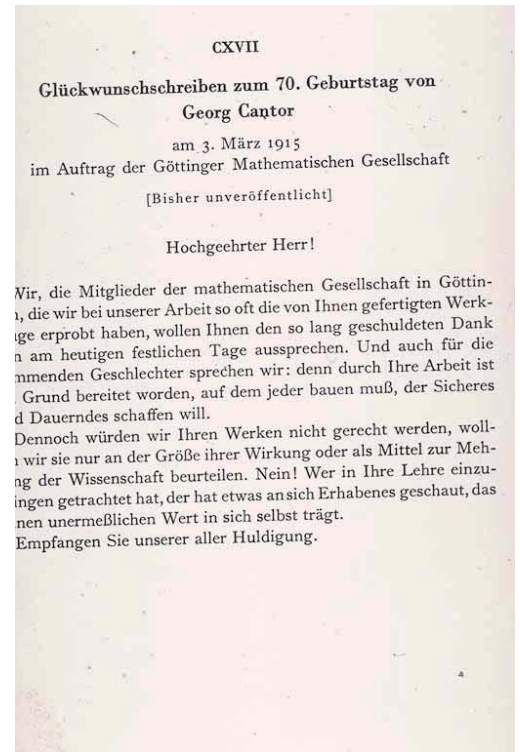 CXVII
Glückwunschschreiben zum 70. Geburtstag von
Georg Cantor
am 3. März 1915
im Auftrag der Göttinger Mathematischen Gesellschaft
[Bisher unveröffentlicht]
Hochgeehrter Herr!
Wir, die Mitglieder der mathematischen Gesellschaft in Göttin-
, die wir bei unserer Arbeit so oft die von Ihnen gefertigten Werk-
ge erprobt haben, wollen Ihnen den so lang geschuldeten Dank
n am heutigen festlichen Tage aussprechen. Und auch für die
mmenden Geschlechter sprechen wir: denn durch Ihre Arbeit ist
Grund bereitet worden, auf dem jeder bauen muß, der Sicheres
d Dauerndes schaffen will.
Dennoch würden wir Ihren Werken nicht gerecht werden, woll-
wir sie nur an der Größe ihrer Wirkung oder als Mittel zur Meh-
ng der Wissenschaft beurteilen. Nein! Wer in Ihre Lehre einzu-
ingen getrachtet hat, der hat etwas an sich Erhabenes geschaut, das
nen unermeßlichen Wert in sich selbst trägt.
Empfangen Sie unserer aller Huldigung.